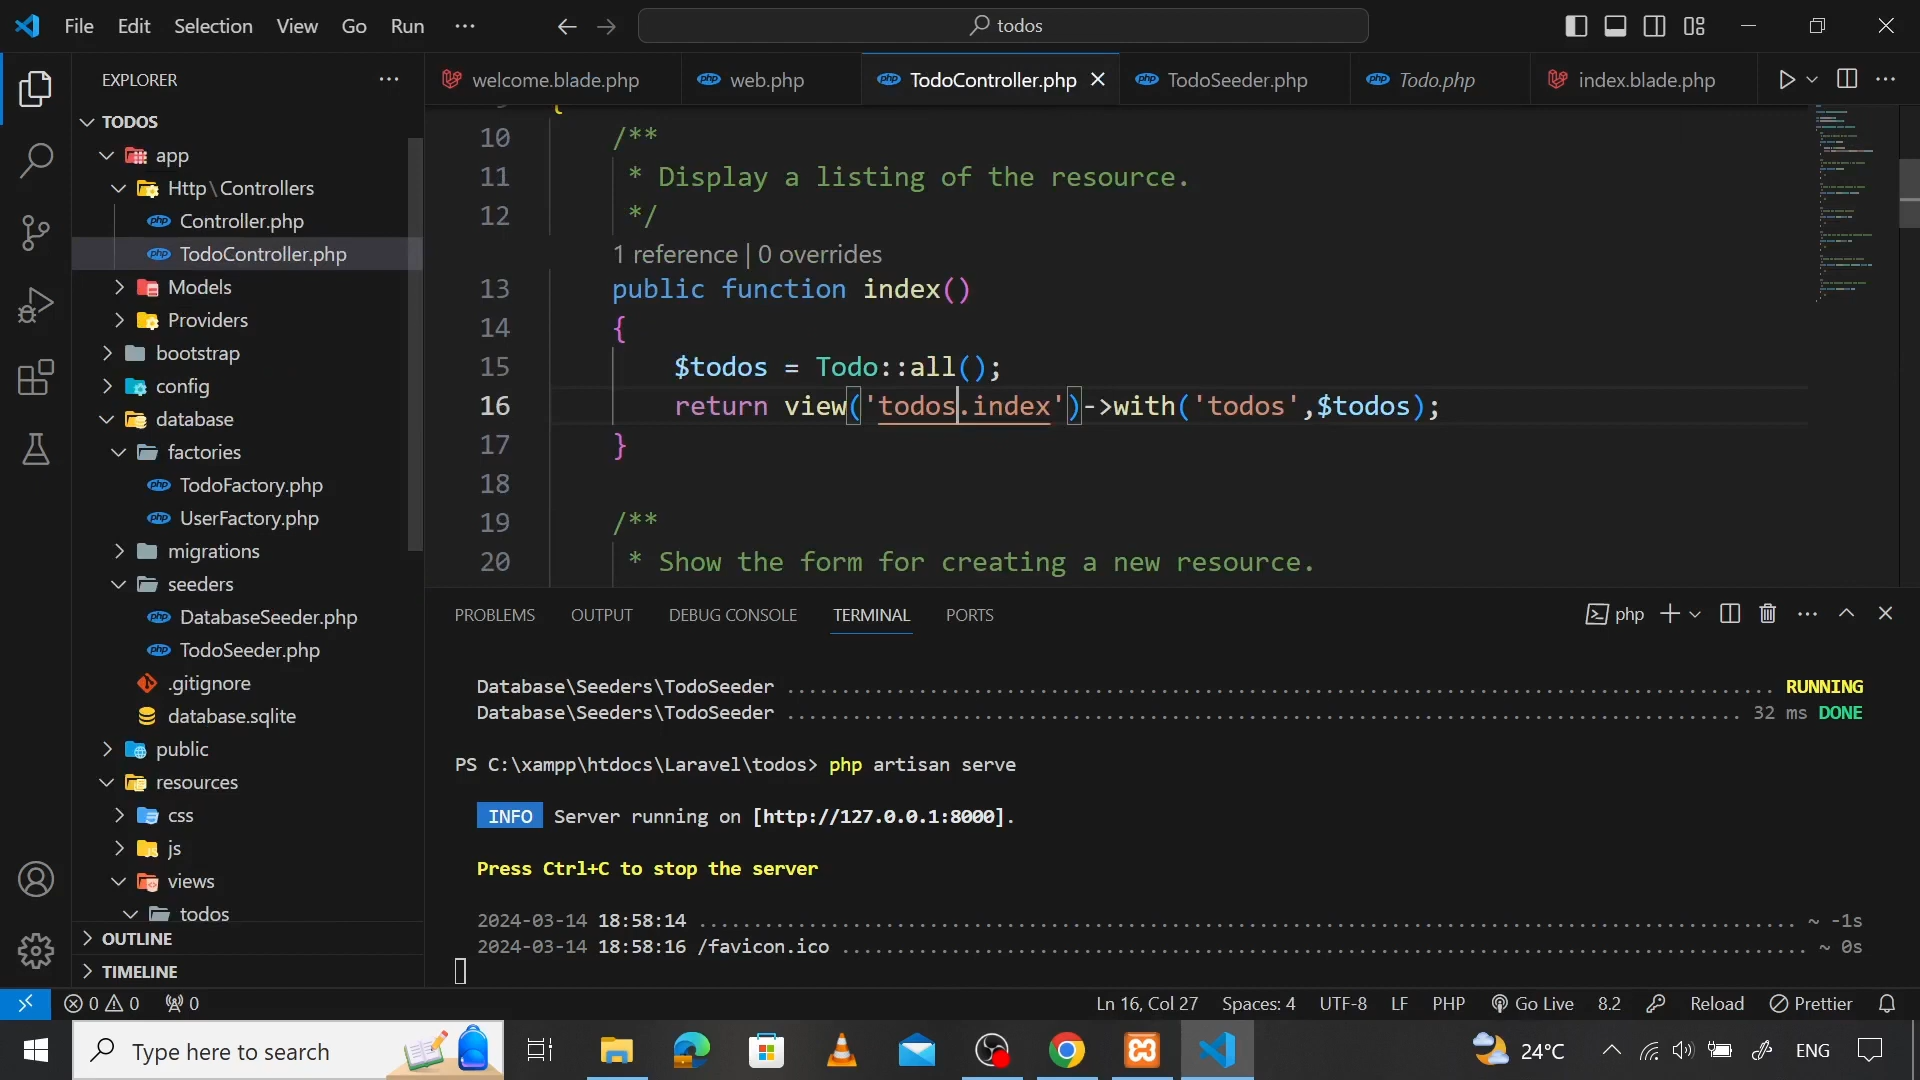 File Edit Selection View Go Run ··· todos
EXPLORER
TODOS
app
Http\Controllers
Controller.php
TodoController.php
Models
Providers
bootstrap
config
database
factories
TodoFactory.php
UserFactory.php
migrations
seeders
DatabaseSeeder.php
TodoSeeder.php
.gitignore
database.sqlite
public
resources
css
js
views
todos
OUTLINE
TIMELINE
welcome.blade.php web.php TodoController.php TodoSeeder.php Todo.php index.blade.php
{
10 /**
11 * Display a listing of the resource.
12 */
1 reference | 0 overrides
13 public function index()
14 {
15 $todos = Todo::all();
16 return view('todos.index')->with('todos',$todos);
17 }
18
19 /**
20 * Show the form for creating a new resource.
PROBLEMS OUTPUT DEBUG CONSOLE TERMINAL PORTS php
Database\Seeders\TodoSeeder ........ RUNNING
Database\Seeders\TodoSeeder ........ 32 ms DONE
PS C:\xampp\htdocs\Laravel\todos> php artisan serve
INFO Server running on [http://127.0.0.1:8000].
Press Ctrl+C to stop the server
2024-03-14 18:58:14 ........ ~ -1s
2024-03-14 18:58:16 /favicon.ico ........ ~ 0s
0 0 0 Ln 16, Col 27 Spaces: 4 UTF-8 LF PHP Go Live 8.2 Reload Prettier
Type here to search 24°C ENG